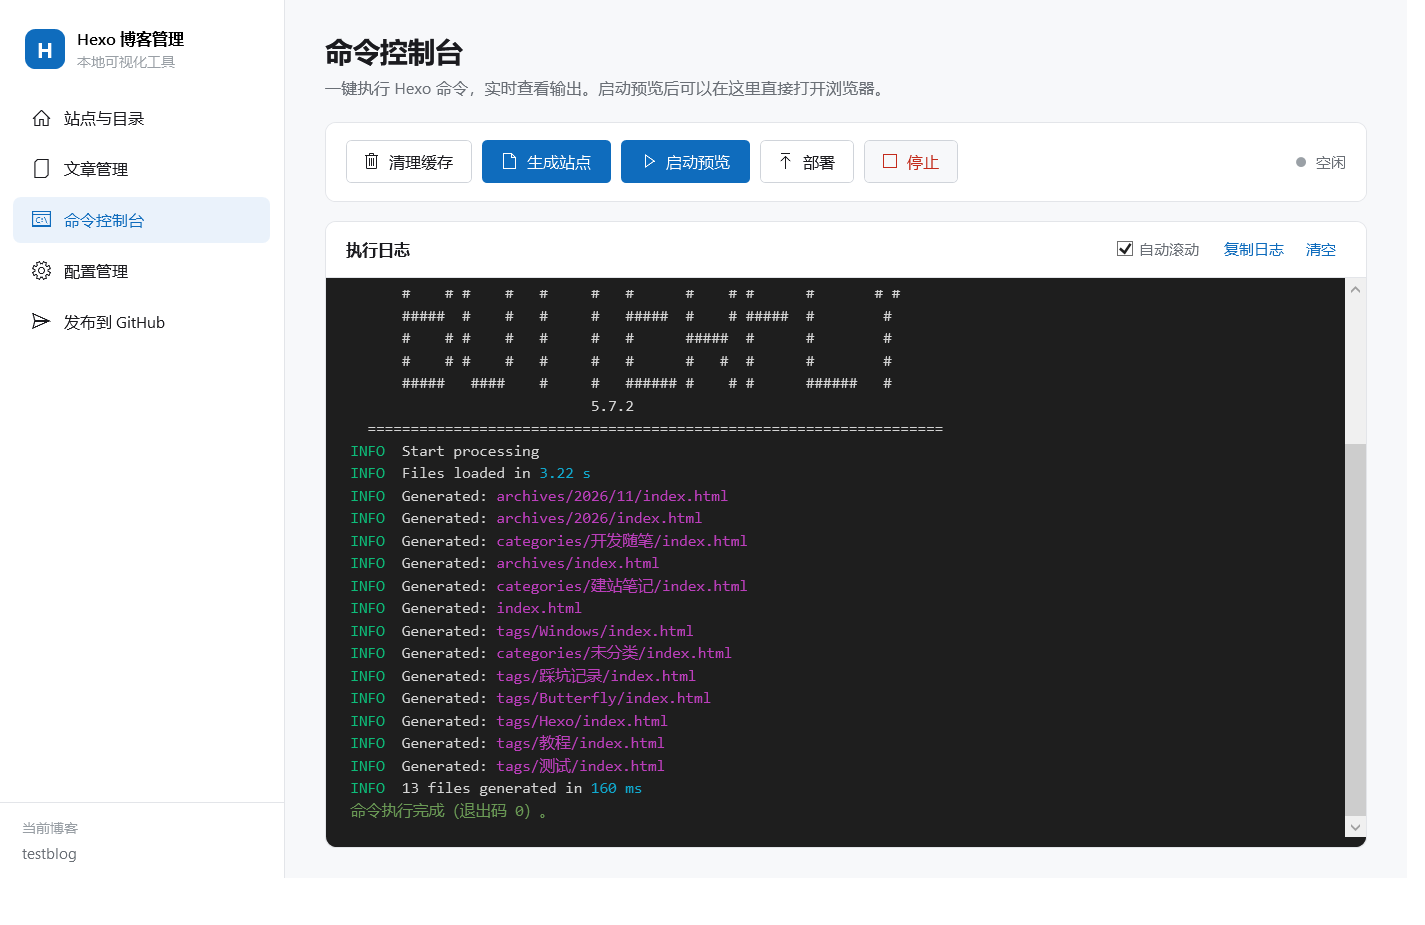 H
Hexo 博客管理
本地可视化工具
站点与目录
文章管理
命令控制台
配置管理
发布到 GitHub
当前博客
testblog
命令控制台
一键执行 Hexo 命令，实时查看输出。启动预览后可以在这里直接打开浏览器。
清理缓存 生成站点 启动预览 部署 停止 空闲
执行日志 自动滚动 复制日志 清空
#    # #    #   #     #   #      #    # #      #       # #
#####  #    #   #     #   #####  #    # #####  #        #
#    # #    #   #     #   #      #####  #      #        #
#    # #    #   #     #   #      #   #  #      #        #
#####   ####    #     #   ###### #    # #      ######   #
5.7.2
===================================================================
INFO  Start processing
INFO  Files loaded in 3.22 s
INFO  Generated: archives/2026/11/index.html
INFO  Generated: archives/2026/index.html
INFO  Generated: categories/开发随笔/index.html
INFO  Generated: archives/index.html
INFO  Generated: categories/建站笔记/index.html
INFO  Generated: index.html
INFO  Generated: tags/Windows/index.html
INFO  Generated: categories/未分类/index.html
INFO  Generated: tags/踩坑记录/index.html
INFO  Generated: tags/Butterfly/index.html
INFO  Generated: tags/Hexo/index.html
INFO  Generated: tags/教程/index.html
INFO  Generated: tags/测试/index.html
INFO  13 files generated in 160 ms
命令执行完成（退出码 0）。